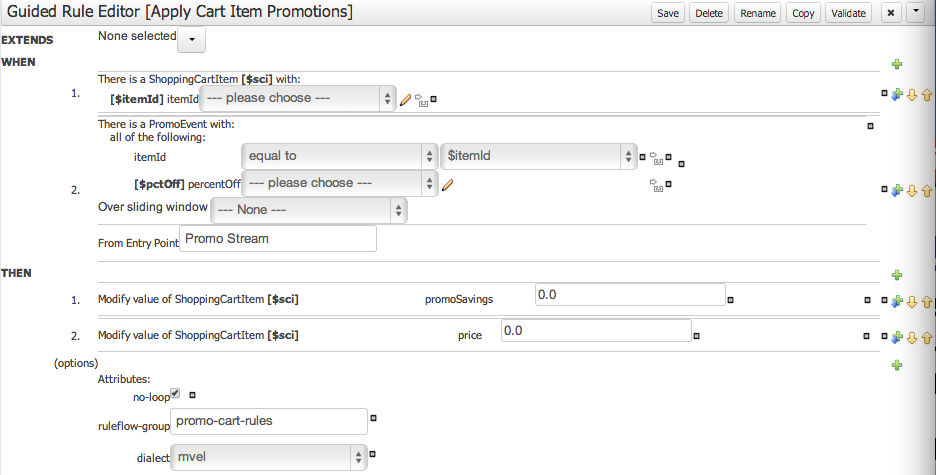 Guided Rule Editor [Apply Cart Item Promotions] Save Delete Rename Copy Validate
EXTENDS None selected
WHEN
There is a ShoppingCartItem [$sci] with:
1. [$itemId] itemId --- please choose ---
There is a PromoEvent with:
all of the following:
itemId equal to $itemId
2. [$pctOff] percentOff --- please choose ---
Over sliding window --- None ---
From Entry Point Promo Stream
THEN
1. Modify value of ShoppingCartItem [$sci] promoSavings 0.0
2. Modify value of ShoppingCartItem [$sci] price 0.0
(options)
Attributes:
no-loop
ruleflow-group promo-cart-rules
dialect mvel